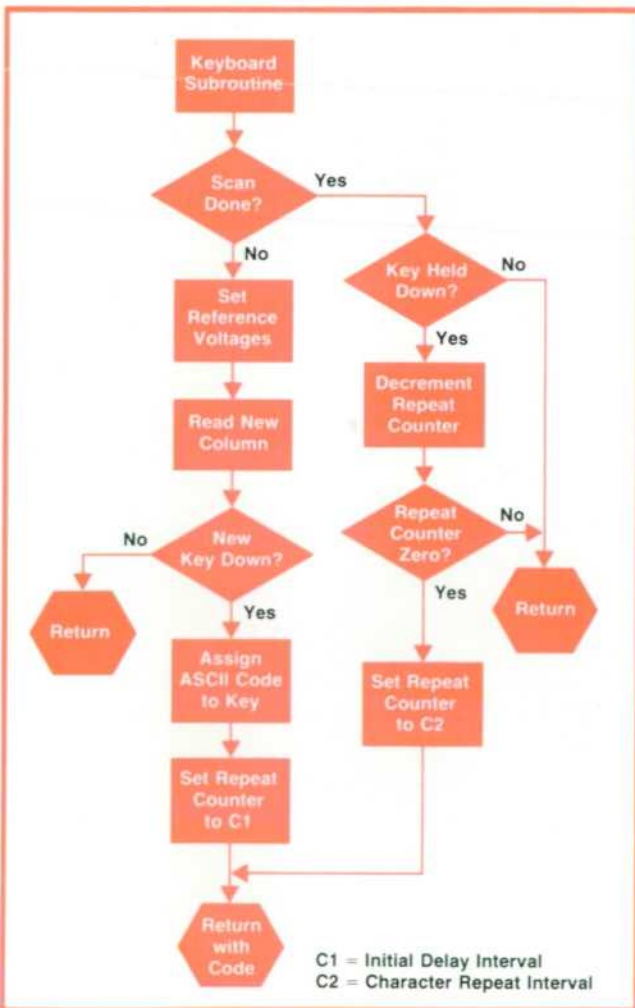 Keyboard
Subroutine
Scan
Done?
Yes
No
Key Held
Down?
No
Set
Reference
Voltages
Yes
Decrement
Repeat
Counter
Read New
Column
Repeat
Counter
Zero?
No
No
New
Key Down?
Yes
Yes
Return
Return
Assign
ASCII Code
to Key
Set Repeat
Counter
to C2
Set Repeat
Counter
to C1
Return
with
Code
C1 = Initial Delay Interval
C2 = Character Repeat Interval